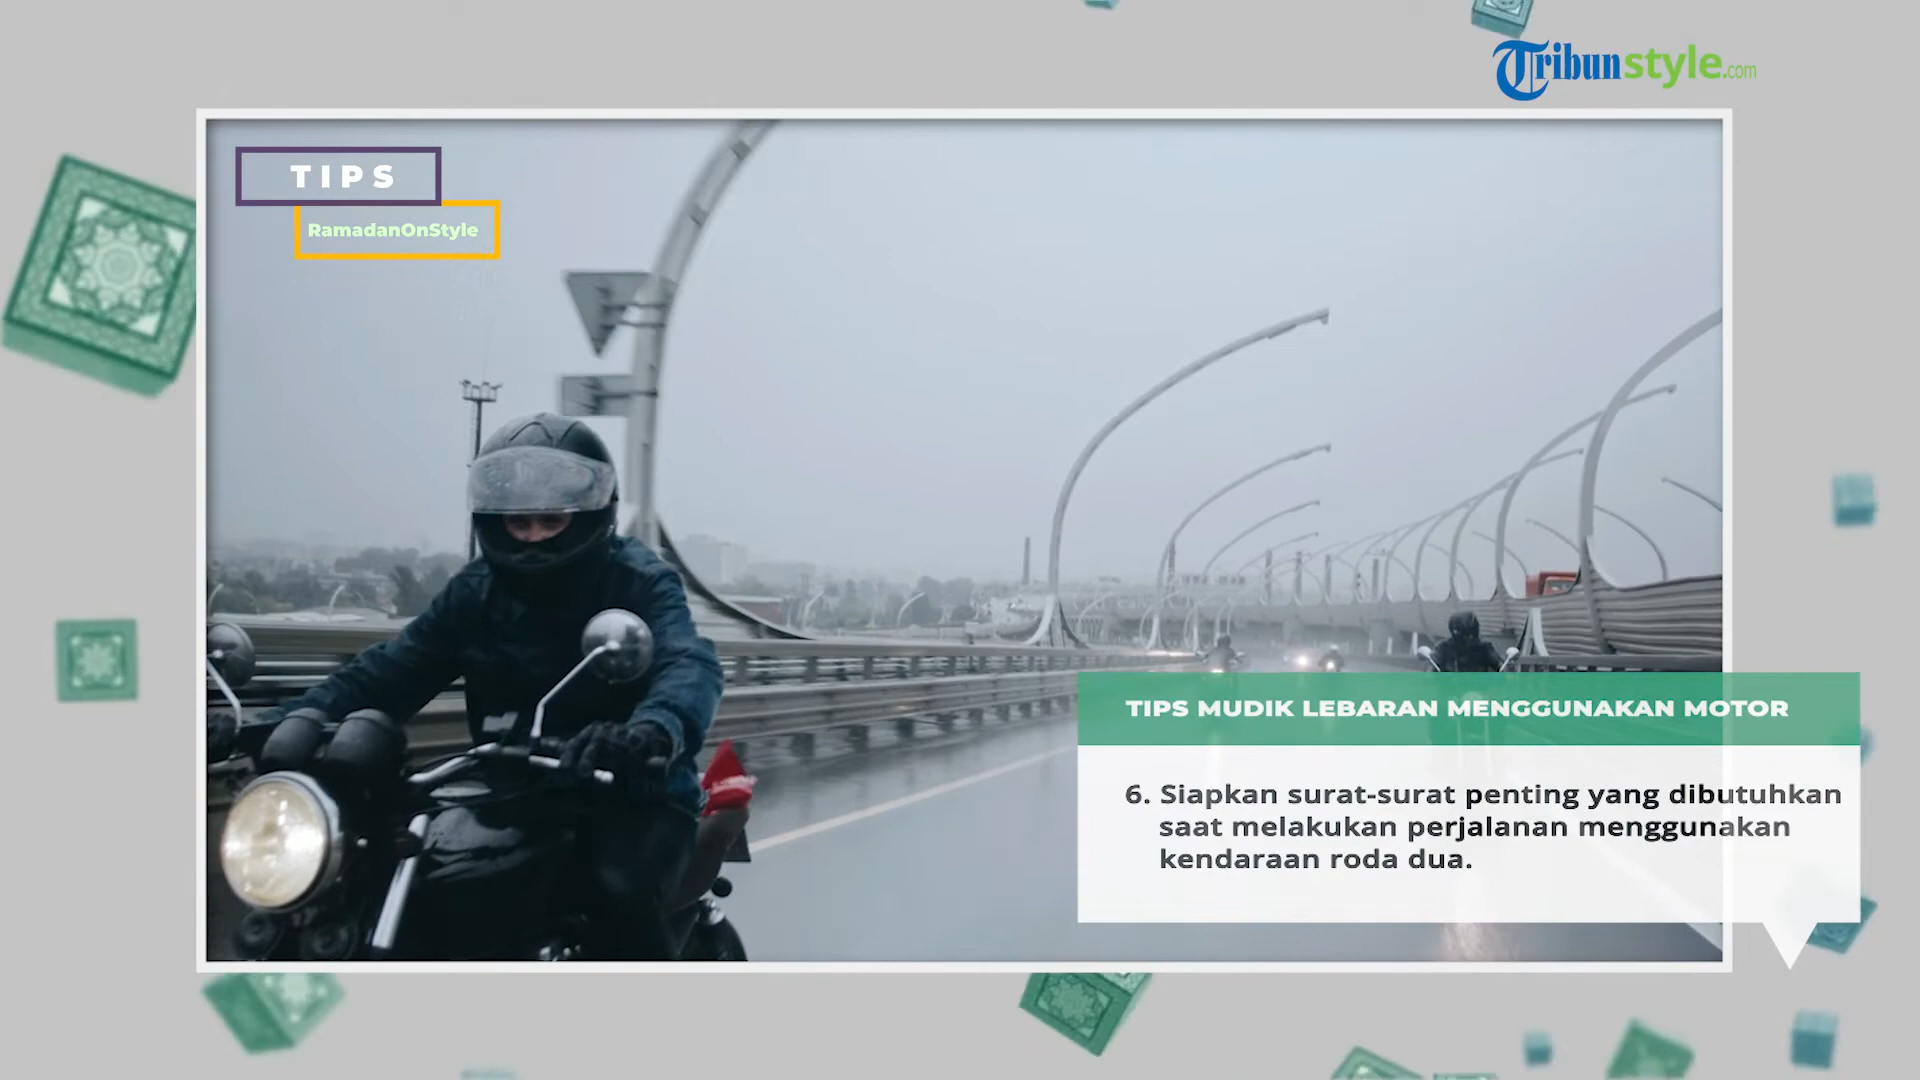 Tribunstyle.com
TIPS
RamadanOnStyle
TIPS MUDIK LEBARAN MENGGUNAKAN MOTOR
6. Siapkan surat-surat penting yang dibutuhkan
saat melakukan perjalanan menggunakan
kendaraan roda dua.